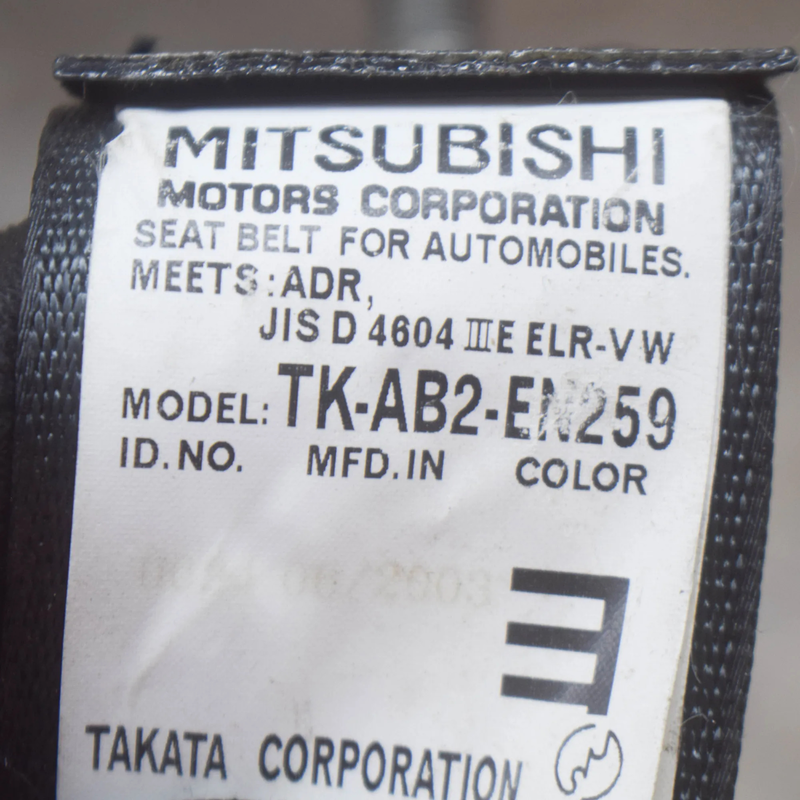 MITSUBISHI
MOTORS CORPORATION
SEAT BELT FOR AUTOMOBILES.
MEETS:ADR,
JIS D 4604 ⅢE ELR-VW
MODEL: TK-AB2-EN259
ID.NO. MFD.IN COLOR
E
TAKATA CORPORATION